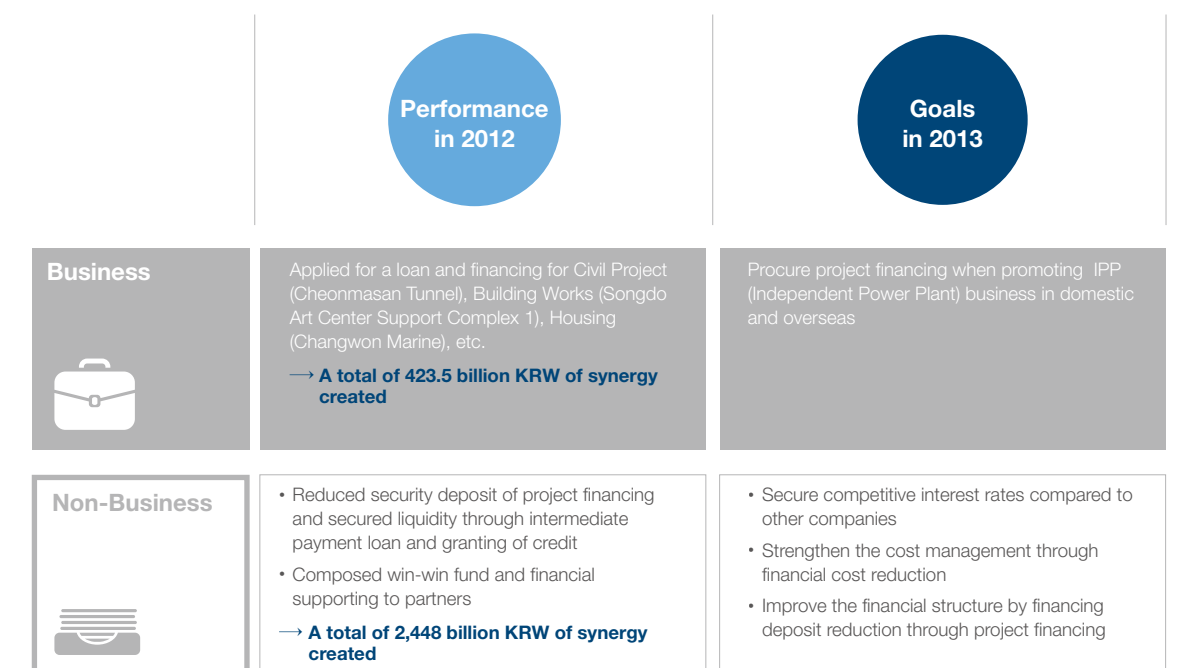 Performance
in 2012
Goals
in 2013
Business
Applied for a loan and financing for Civil Project
(Cheonmasan Tunnel), Building Works (Songdo
Art Center Support Complex 1), Housing
(Changwon Marine), etc.
→ A total of 423.5 billion KRW of synergy
created
Procure project financing when promoting IPP
(Independent Power Plant) business in domestic
and overseas
Non-Business
• Reduced security deposit of project financing
and secured liquidity through intermediate
payment loan and granting of credit
• Composed win-win fund and financial
supporting to partners
→ A total of 2,448 billion KRW of synergy
created
• Secure competitive interest rates compared to
other companies
• Strengthen the cost management through
financial cost reduction
• Improve the financial structure by financing
deposit reduction through project financing